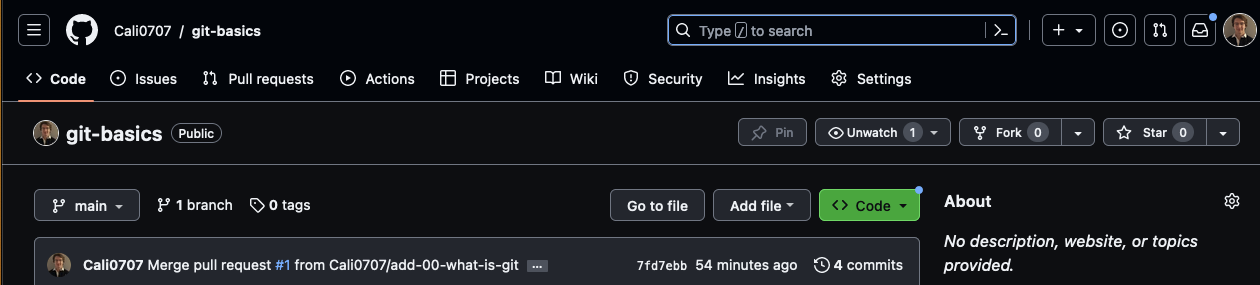 Cali0707 / git-basics
Type / to search
Code Issues Pull requests Actions Projects Wiki Security Insights Settings
git-basics Public
Pin Unwatch 1 Fork 0 Star 0
main 1 branch 0 tags Go to file Add file Code
About
Cali0707 Merge pull request #1 from Cali0707/add-00-what-is-git ... 7fd7ebb 54 minutes ago 4 commits
No description, website, or topics
provided.